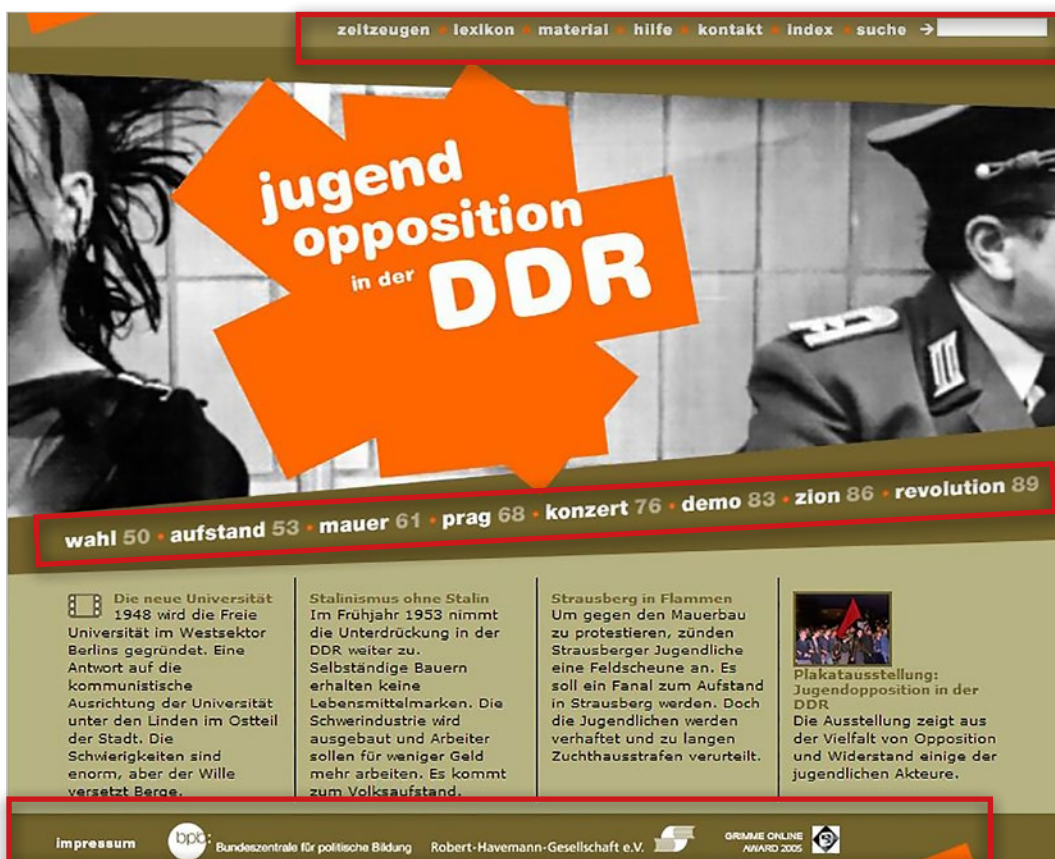 zeitzeugen • lexikon • material • hilfe • kontakt • index • suche →
jugend
opposition
in der DDR
wahl 50 • aufstand 53 • mauer 61 • prag 68 • konzert 76 • demo 83 • zion 86 • revolution 89
Die neue Universität
1948 wird die Freie
Universität im Westsektor
Berlins gegründet. Eine
Antwort auf die
kommunistische
Ausrichtung der Universität
unter den Linden im Ostteil
der Stadt. Die
Schwierigkeiten sind
enorm, aber der Wille
versetzt Berge.
Stalinismus ohne Stalin
Im Frühjahr 1953 nimmt
die Unterdrückung in der
DDR weiter zu.
Selbständige Bauern
erhalten keine
Lebensmittelmarken. Die
Schwerindustrie wird
ausgebaut und Arbeiter
sollen für weniger Geld
mehr arbeiten. Es kommt
zum Volksaufstand.
Strausberg in Flammen
Um gegen den Mauerbau
zu protestieren, zünden
Strausberger Jugendliche
eine Feldscheune an. Es
soll ein Fanal zum Aufstand
in Strausberg werden. Doch
die Jugendlichen werden
verhaftet und zu langen
Zuchthausstrafen verurteilt.
Plakatausstellung:
Jugendopposition in der
DDR
Die Ausstellung zeigt aus
der Vielfalt von Opposition
und Widerstand einige der
jugendlichen Akteure.
impressum
bpb: Bundeszentrale für politische Bildung
Robert-Havemann-Gesellschaft e.V.
GRIMME ONLINE
AWARD 2005